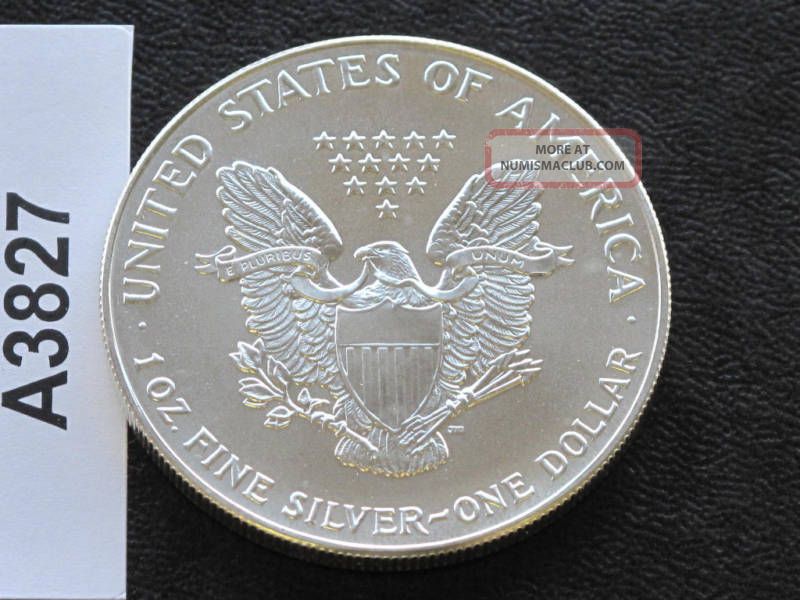 A3827
UNITED STATES OF AMERICA
MORE AT
NUMISMACLUB.COM
E PLURIBUS UNUM
· 1 OZ. FINE SILVER~ONE DOLLAR ·